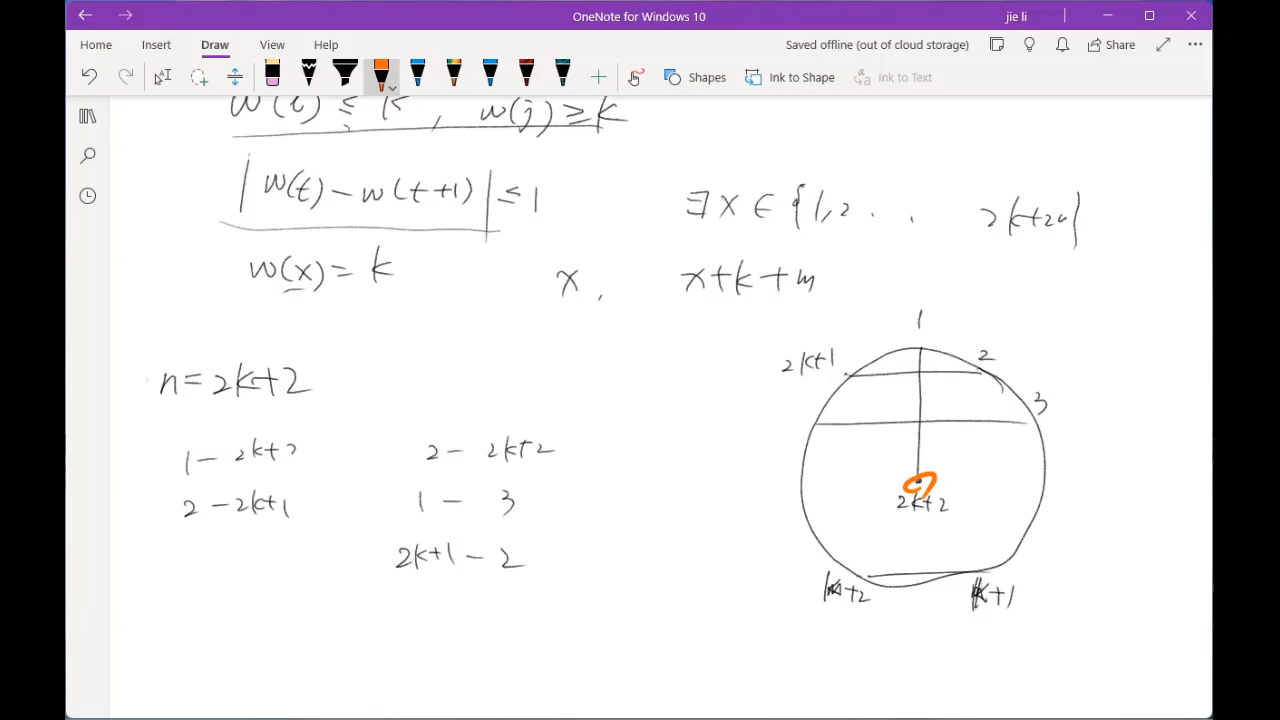 OneNote for Windows 10
jie li
Home Insert Draw View Help
Saved offline (out of cloud storage)
Share
Shapes
Ink to Shape
Ink to Text
w(i) ≤ k, w(j) ≥ k
|w(t) - w(t+1)| ≤ 1
∃ x ∈ {1, 2 . . . 2k+2m}
w(x) = k
x, x+k+m
n = 2k+2
1 - 2k+2
2 - 2k+2
2 - 2k+1
1 - 3
2k+1 - 2
1
2k+1
2
3
2k+2
k+2
k+1